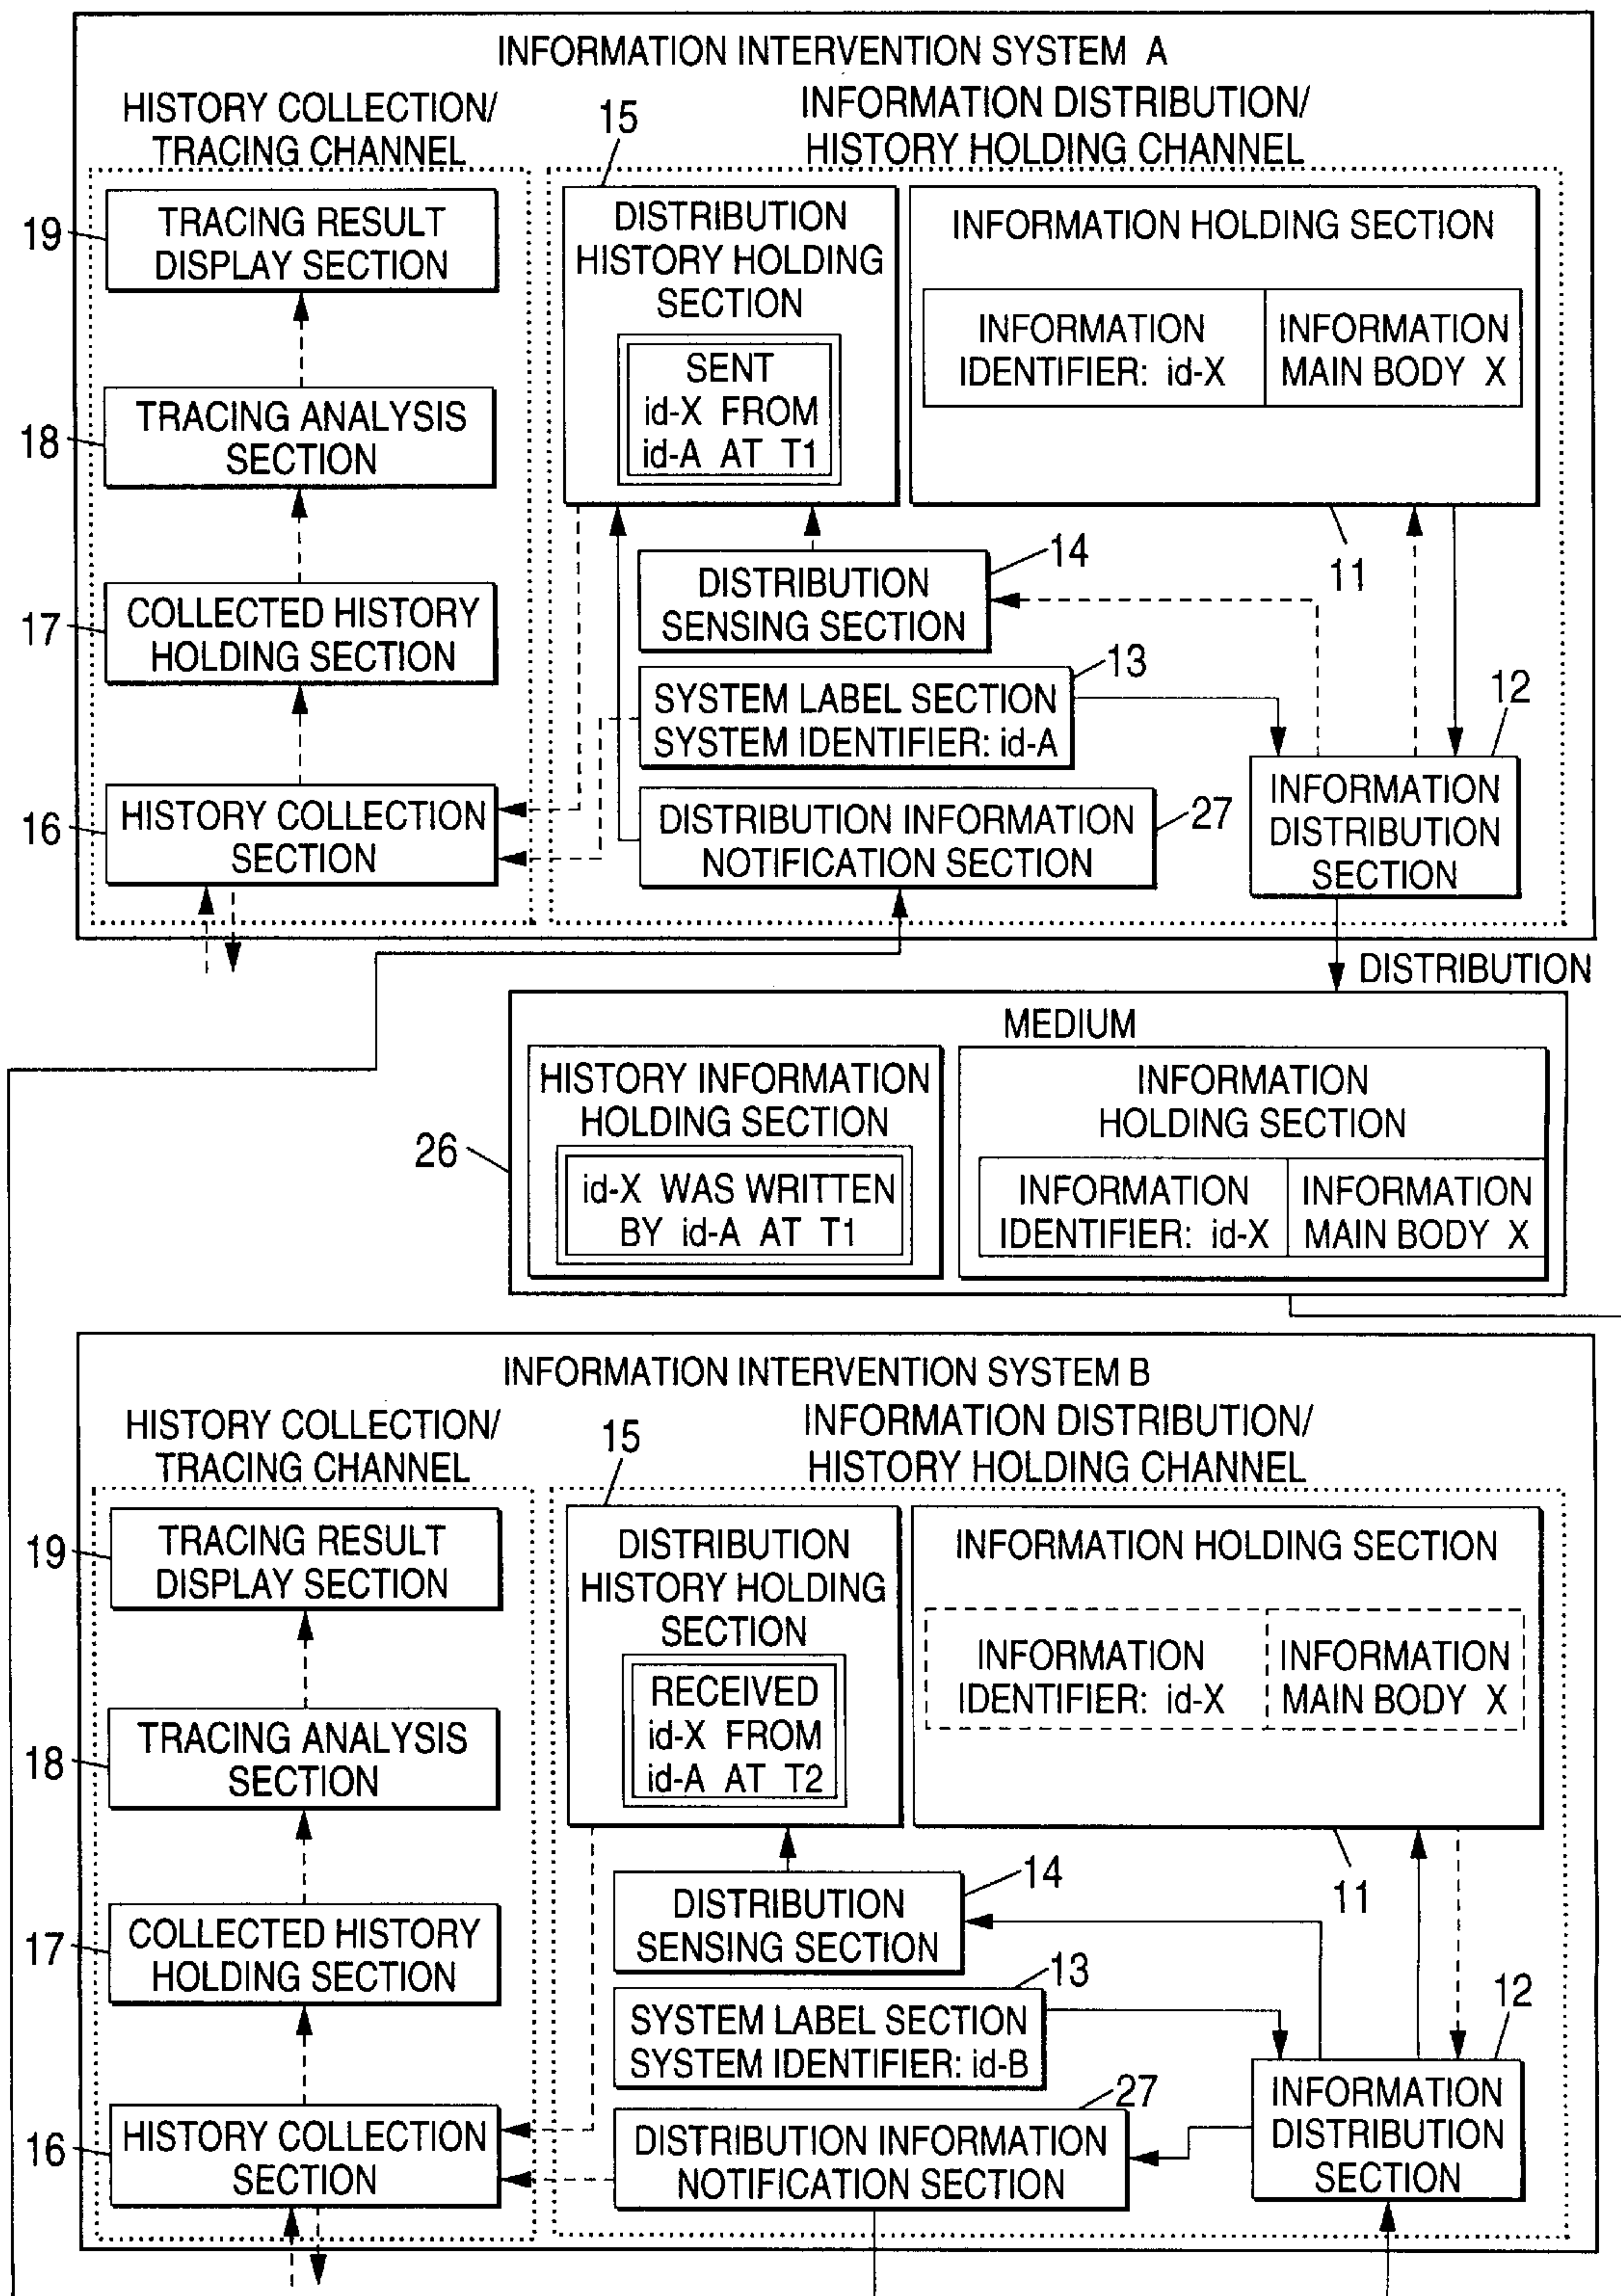 INFORMATION INTERVENTION SYSTEM A
HISTORY COLLECTION/
TRACING CHANNEL
INFORMATION DISTRIBUTION/
HISTORY HOLDING CHANNEL
15
19
TRACING RESULT
DISPLAY SECTION
DISTRIBUTION
HISTORY HOLDING
SECTION
SENT
id-X FROM
id-A AT T1
INFORMATION HOLDING SECTION
INFORMATION
IDENTIFIER: id-X
INFORMATION
MAIN BODY X
18
TRACING ANALYSIS
SECTION
11
14
DISTRIBUTION
SENSING SECTION
17
COLLECTED HISTORY
HOLDING SECTION
13
SYSTEM LABEL SECTION
SYSTEM IDENTIFIER: id-A
12
INFORMATION
DISTRIBUTION
SECTION
16
HISTORY COLLECTION
SECTION
27
DISTRIBUTION INFORMATION
NOTIFICATION SECTION
DISTRIBUTION
MEDIUM
26
HISTORY INFORMATION
HOLDING SECTION
id-X WAS WRITTEN
BY id-A AT T1
INFORMATION
HOLDING SECTION
INFORMATION
IDENTIFIER: id-X
INFORMATION
MAIN BODY X
INFORMATION INTERVENTION SYSTEM B
HISTORY COLLECTION/
TRACING CHANNEL
INFORMATION DISTRIBUTION/
HISTORY HOLDING CHANNEL
15
19
TRACING RESULT
DISPLAY SECTION
DISTRIBUTION
HISTORY HOLDING
SECTION
RECEIVED
id-X FROM
id-A AT T2
INFORMATION HOLDING SECTION
INFORMATION
IDENTIFIER: id-X
INFORMATION
MAIN BODY X
18
TRACING ANALYSIS
SECTION
11
14
DISTRIBUTION
SENSING SECTION
17
COLLECTED HISTORY
HOLDING SECTION
13
SYSTEM LABEL SECTION
SYSTEM IDENTIFIER: id-B
12
INFORMATION
DISTRIBUTION
SECTION
16
HISTORY COLLECTION
SECTION
27
DISTRIBUTION INFORMATION
NOTIFICATION SECTION